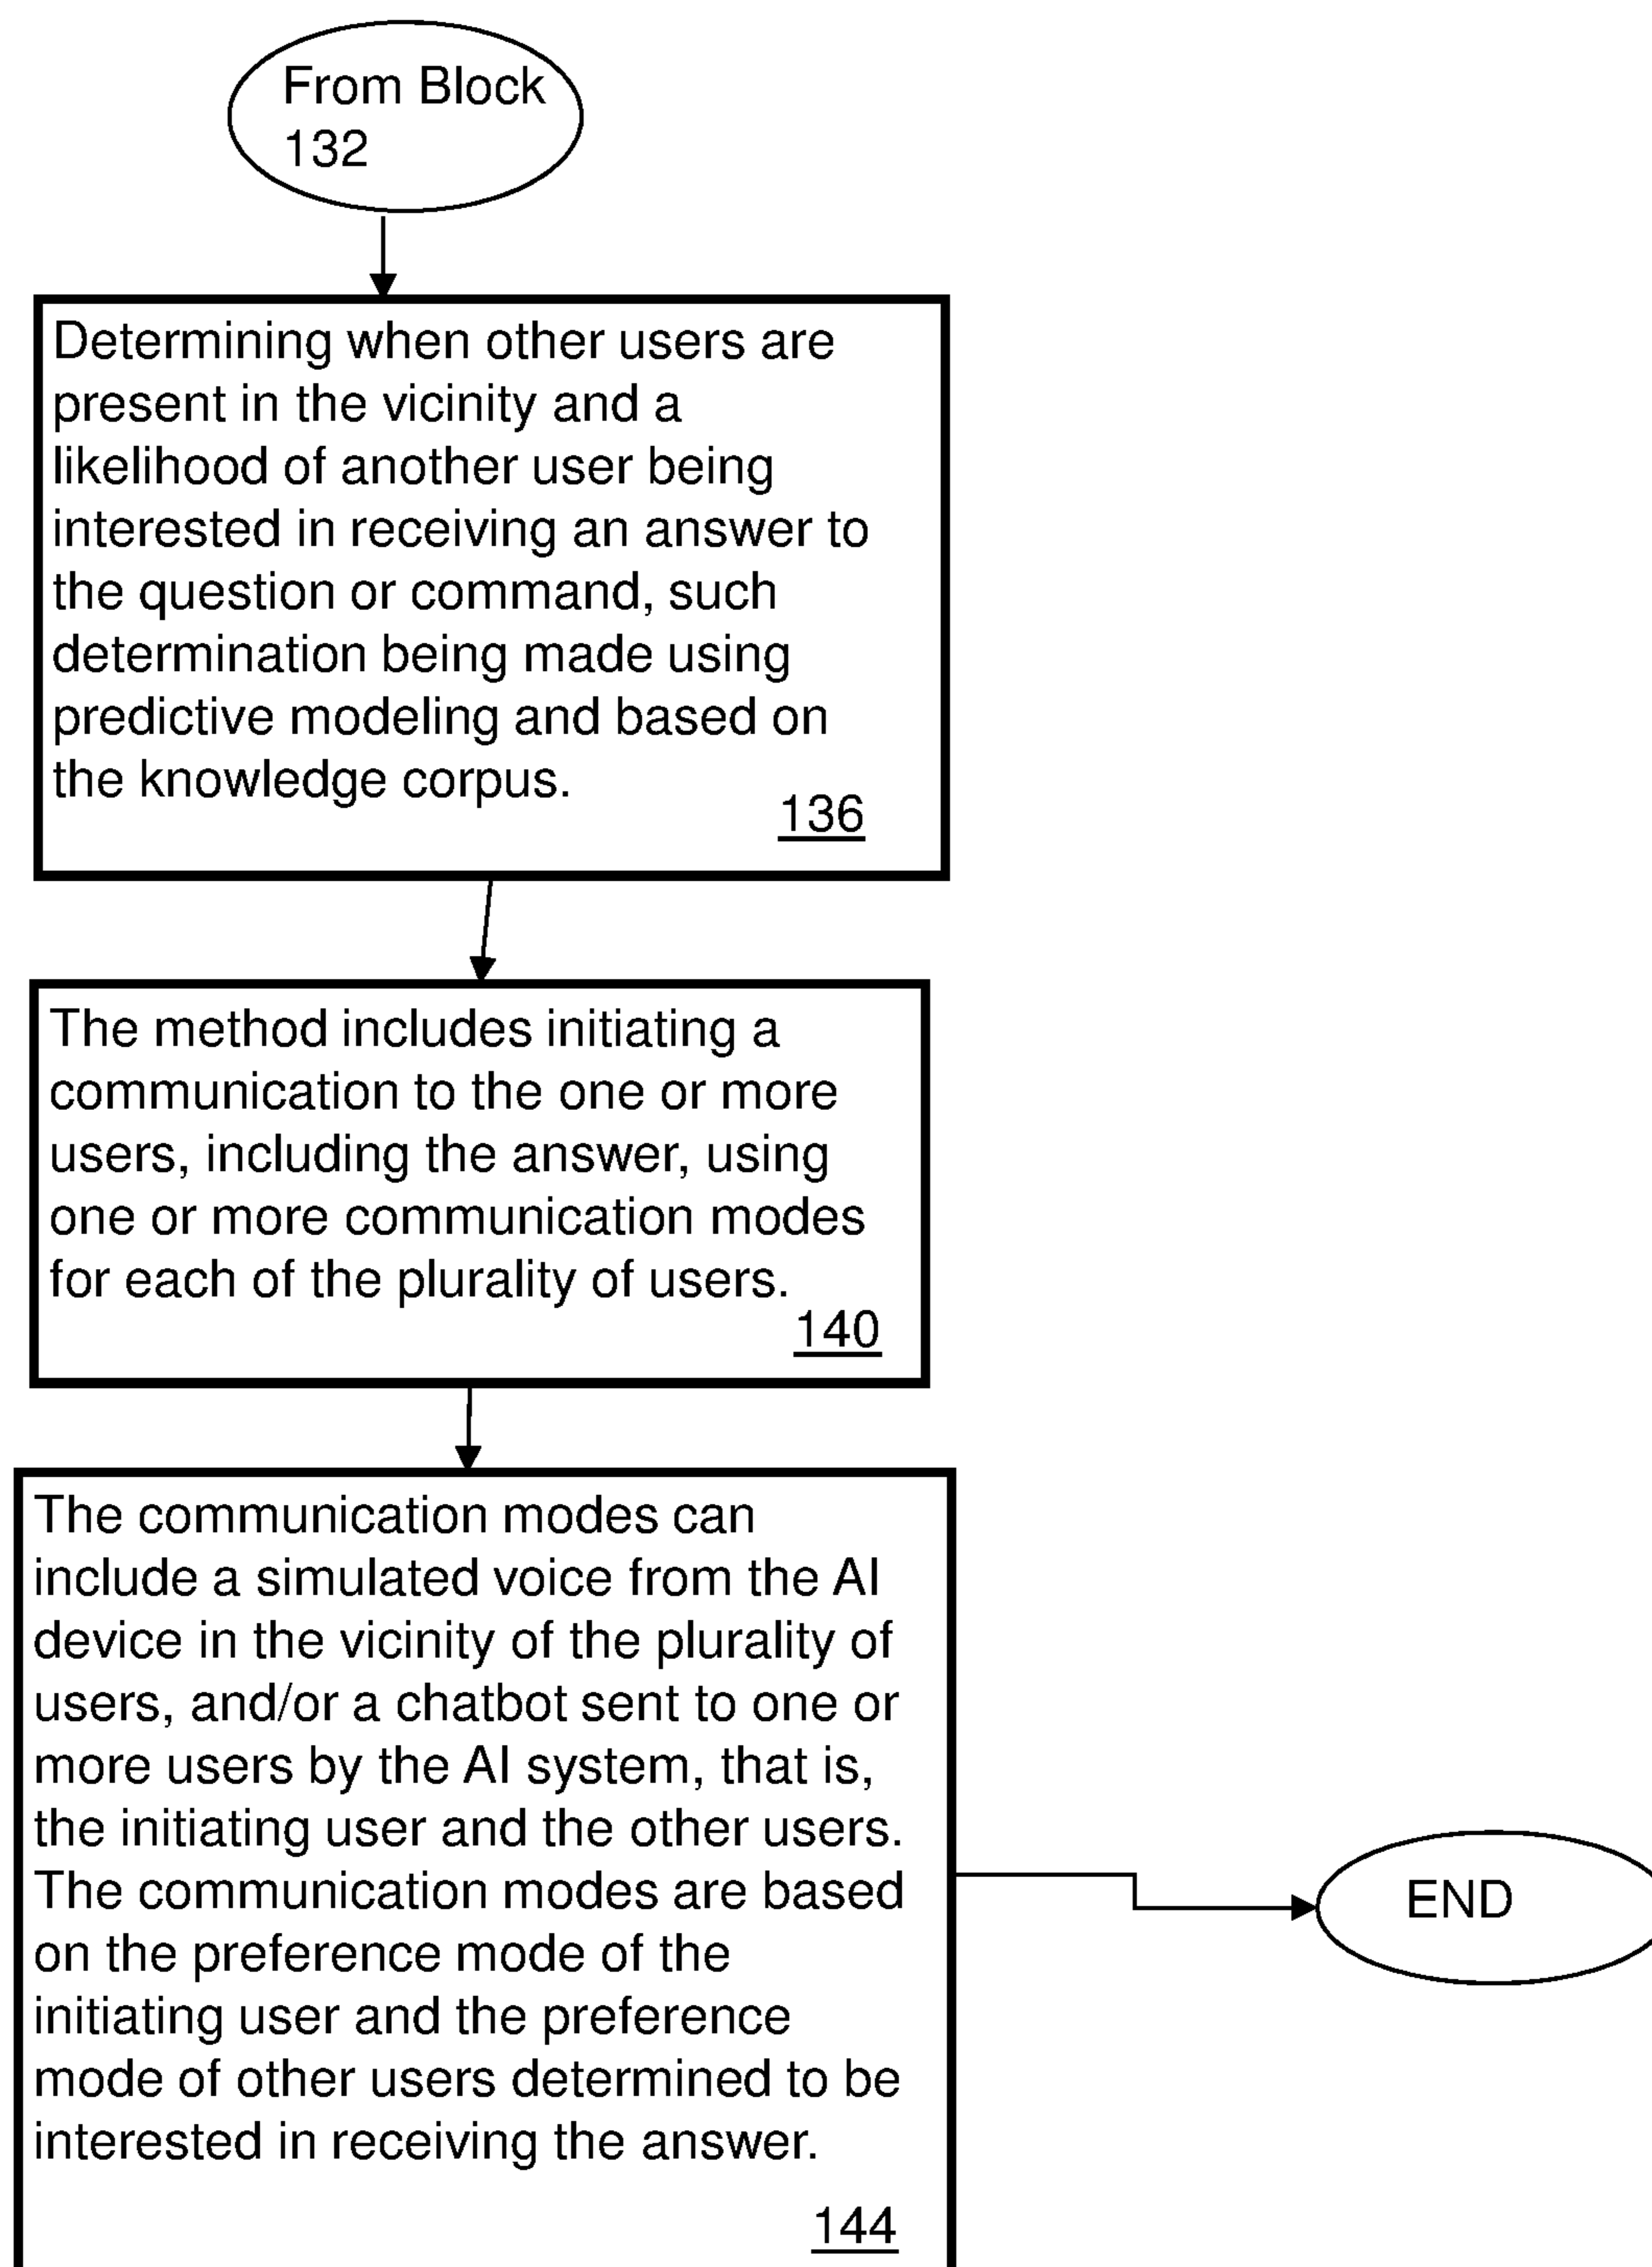 From Block
132
Determining when other users are
present in the vicinity and a
likelihood of another user being
interested in receiving an answer to
the question or command, such
determination being made using
predictive modeling and based on
the knowledge corpus.
136
The method includes initiating a
communication to the one or more
users, including the answer, using
one or more communication modes
for each of the plurality of users.
140
The communication modes can
include a simulated voice from the AI
device in the vicinity of the plurality of
users, and/or a chatbot sent to one or
more users by the AI system, that is,
the initiating user and the other users.
The communication modes are based
on the preference mode of the
initiating user and the preference
mode of other users determined to be
interested in receiving the answer.
144
END